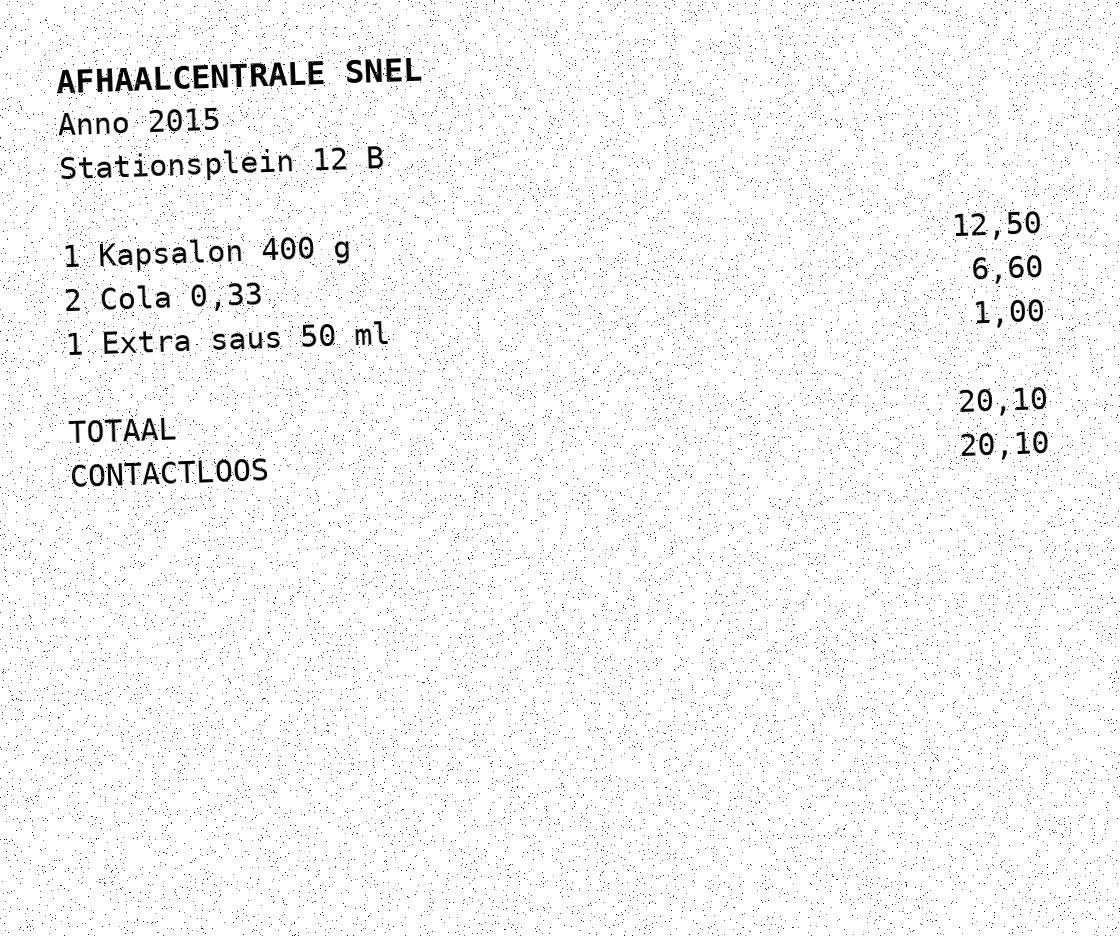 AFHAALCENTRALE SNEL
Anno 2015
Stationsplein 12 B
1 Kapsalon 400 g 12,50
2 Cola 0,33 6,60
1 Extra saus 50 ml 1,00
TOTAAL 20,10
CONTACTLOOS 20,10